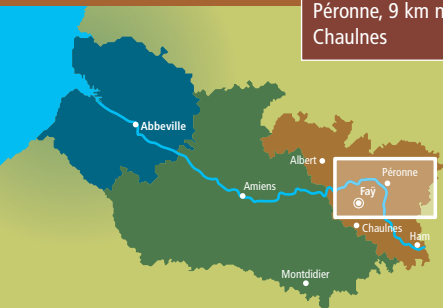 Péronne, 9 km n
Chaulnes
Abbeville
Albert
Péronne
Amiens
Faÿ
Chaulnes
Ham
Montdidier